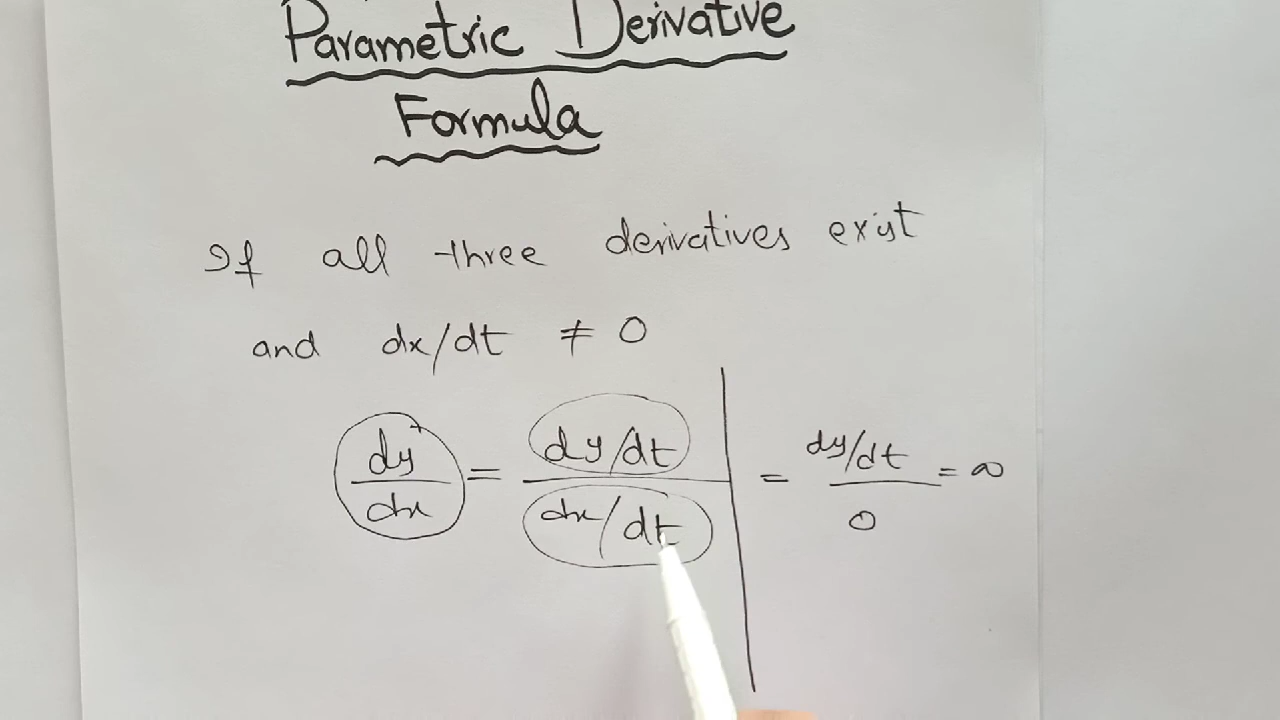 Parametric Derivative
Formula
If all three derivatives exist
and dx/dt ≠ 0
dy/dx = (dy/dt)/(dx/dt) | = (dy/dt)/0 = ∞